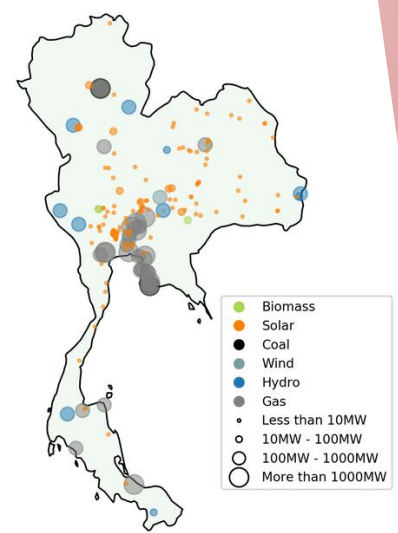 Biomass
Solar
Coal
Wind
Hydro
Gas
Less than 10MW
10MW - 100MW
100MW - 1000MW
More than 1000MW